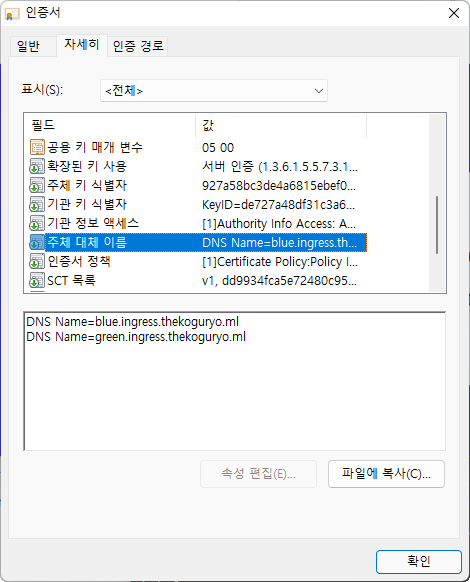 인증서
일반 자세히 인증 경로
표시(S): <전체>
필드 값
공용 키 매개 변수 05 00
확장된 키 사용 서버 인증 (1.3.6.1.5.5.7.3.1...
주체 키 식별자 927a58bc3de4a6815ebef0...
기관 키 식별자 KeyID=de727a48df31c3a6...
기관 정보 액세스 [1]Authority Info Access: A...
주체 대체 이름 DNS Name=blue.ingress.th...
인증서 정책 [1]Certificate Policy:Policy I...
SCT 목록 v1, dd9934fca5e72480c95...
DNS Name=blue.ingress.thekoguryo.ml
DNS Name=green.ingress.thekoguryo.ml
속성 편집(E)... 파일에 복사(C)...
확인